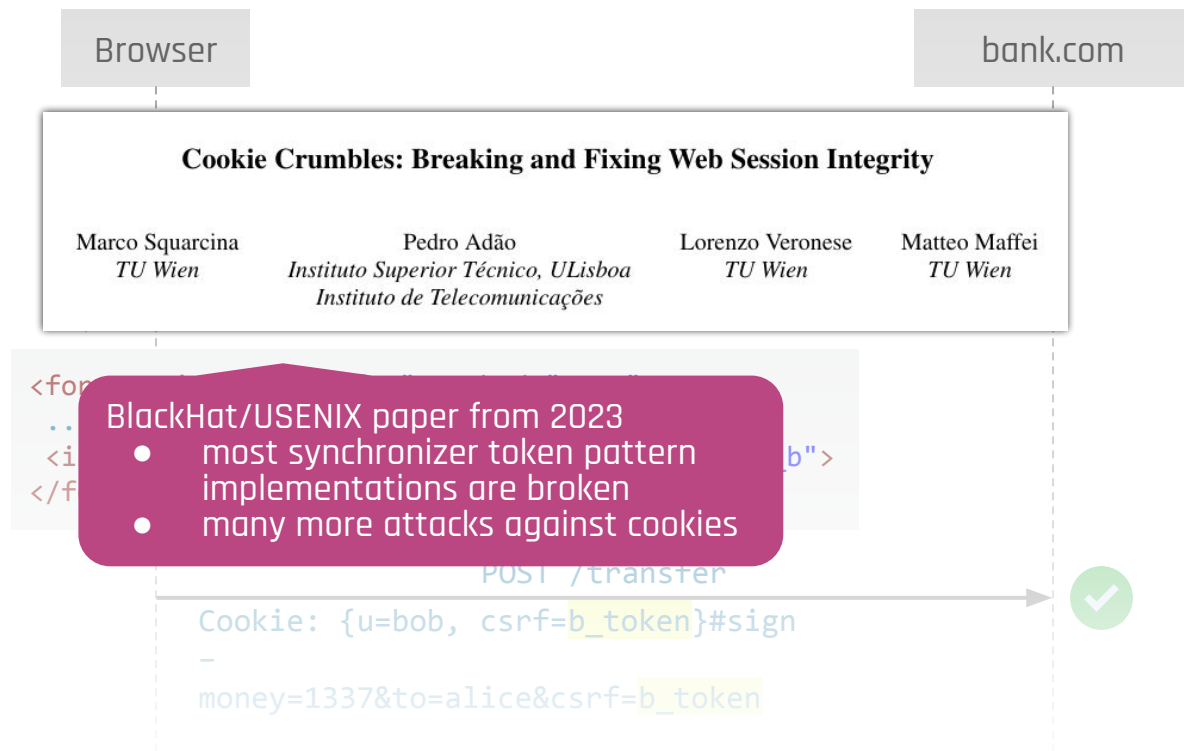 Browser
bank.com
Cookie Crumbles: Breaking and Fixing Web Session Integrity
Marco Squarcina
TU Wien
Pedro Adão
Instituto Superior Técnico, ULisboa
Instituto de Telecomunicações
Lorenzo Veronese
TU Wien
Matteo Maffei
TU Wien
BlackHat/USENIX paper from 2023
● most synchronizer token pattern
implementations are broken
● many more attacks against cookies
<for
..
<i b">
</f
POST /transfer
Cookie: {u=bob, csrf=b_token}#sign
–
money=1337&to=alice&csrf=b_token